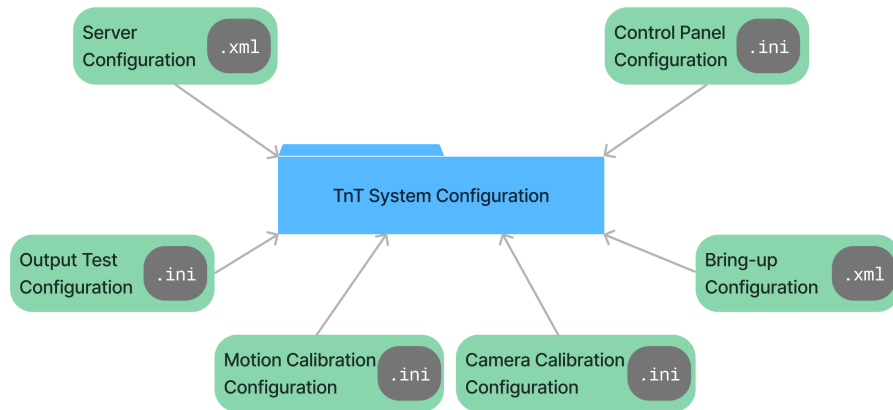 Server
Configuration
.xml
Control Panel
Configuration
.ini
TnT System Configuration
Output Test
Configuration
.ini
Bring-up
Configuration
.xml
Motion Calibration
Configuration
.ini
Camera Calibration
Configuration
.ini